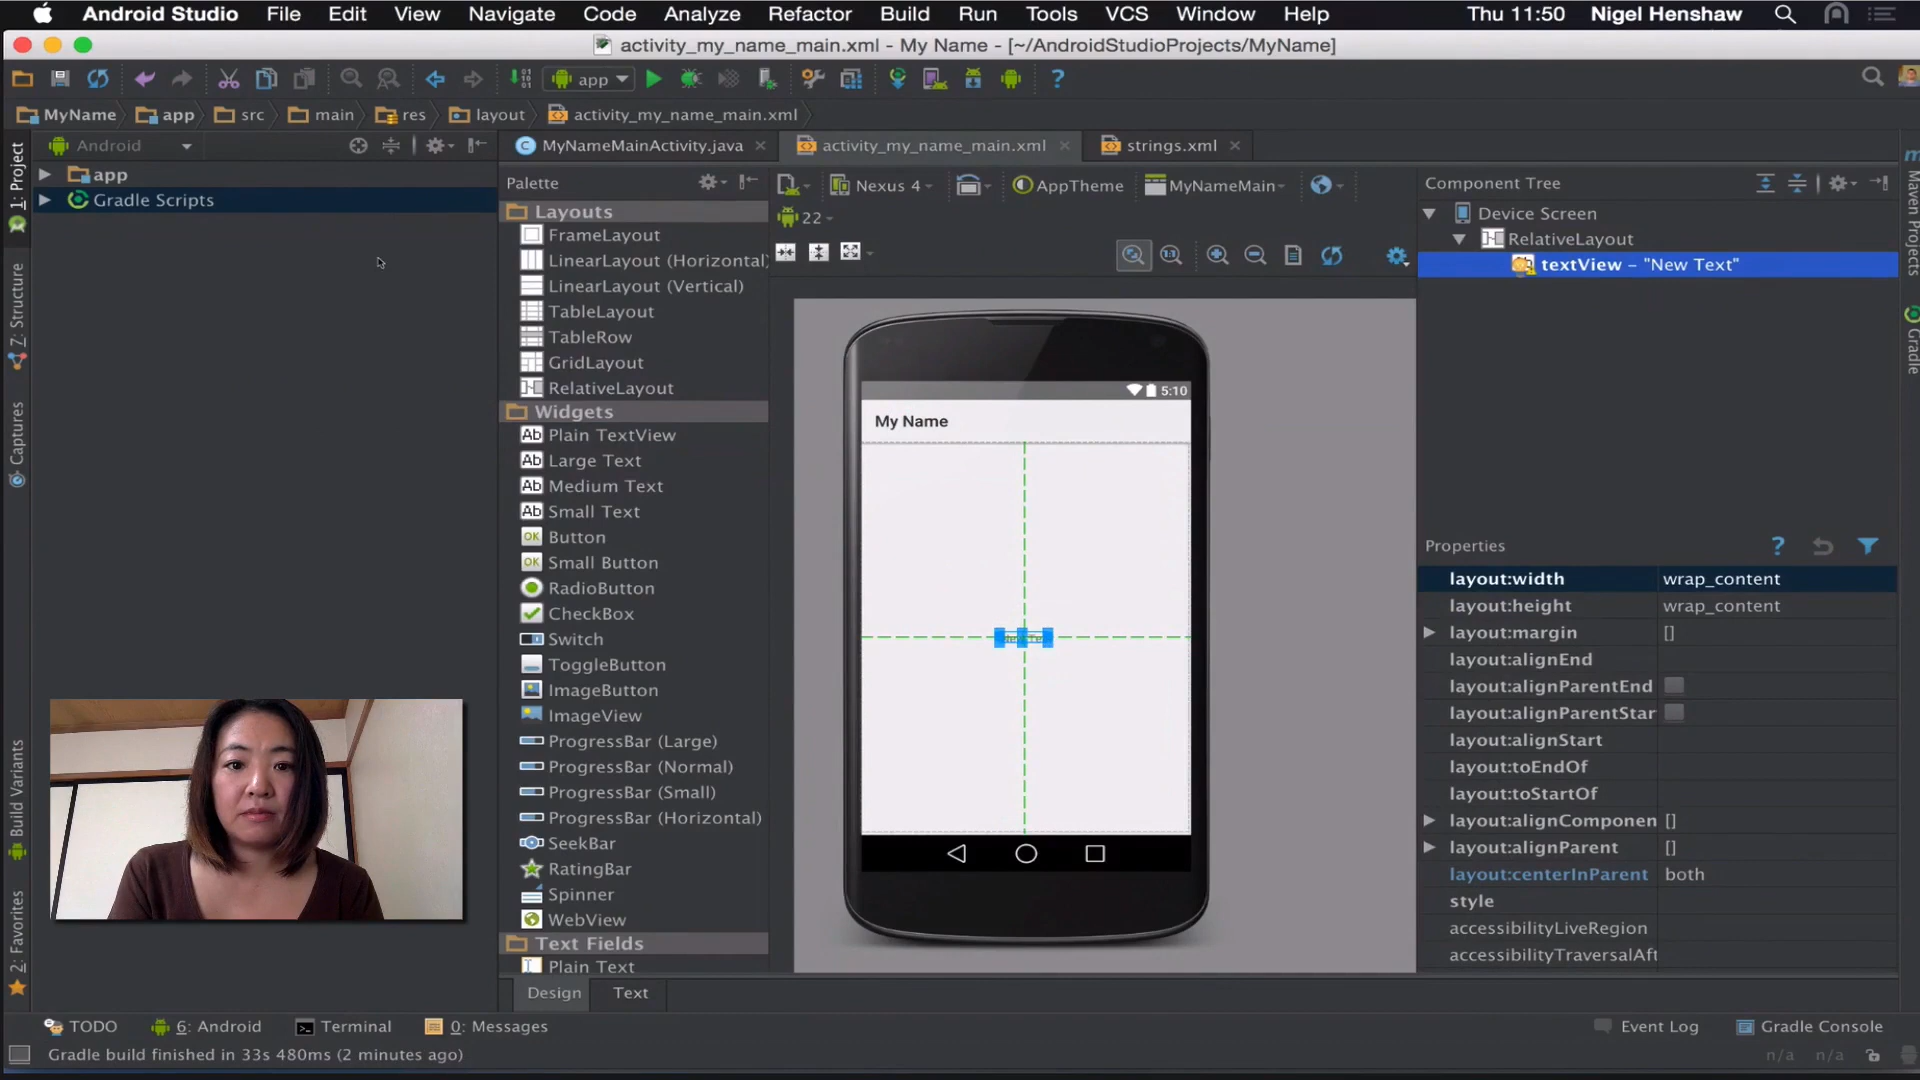 Android Studio File Edit View Navigate Code Analyze Refactor Build Run Tools VCS Window Help Thu 11:50 Nigel Henshaw
activity_my_name_main.xml - My Name - [~/AndroidStudioProjects/MyName]
app
MyName app src main res layout activity_my_name_main.xml
Android
MyNameMainActivity.java activity_my_name_main.xml strings.xml
1: Project
7: Structure
Captures
Build Variants
2: Favorites
app
Gradle Scripts
Palette
Layouts
FrameLayout
LinearLayout (Horizontal)
LinearLayout (Vertical)
TableLayout
TableRow
GridLayout
RelativeLayout
Widgets
Ab Plain TextView
Ab Large Text
Ab Medium Text
Ab Small Text
OK Button
OK Small Button
RadioButton
CheckBox
Switch
ToggleButton
ImageButton
ImageView
ProgressBar (Large)
ProgressBar (Normal)
ProgressBar (Small)
ProgressBar (Horizontal)
SeekBar
RatingBar
Spinner
WebView
Text Fields
Plain Text
Design Text
Nexus 4 AppTheme MyNameMain
22
5:10
My Name
Component Tree
Device Screen
RelativeLayout
textView - "New Text"
Properties
layout:width wrap_content
layout:height wrap_content
layout:margin []
layout:alignEnd
layout:alignParentEnd
layout:alignParentStar
layout:alignStart
layout:toEndOf
layout:toStartOf
layout:alignComponen []
layout:alignParent []
layout:centerInParent both
style
accessibilityLiveRegion
accessibilityTraversalAft
Maven Projects
Gradle
TODO 6: Android Terminal 0: Messages Event Log Gradle Console
Gradle build finished in 33s 480ms (2 minutes ago) n/a n/a